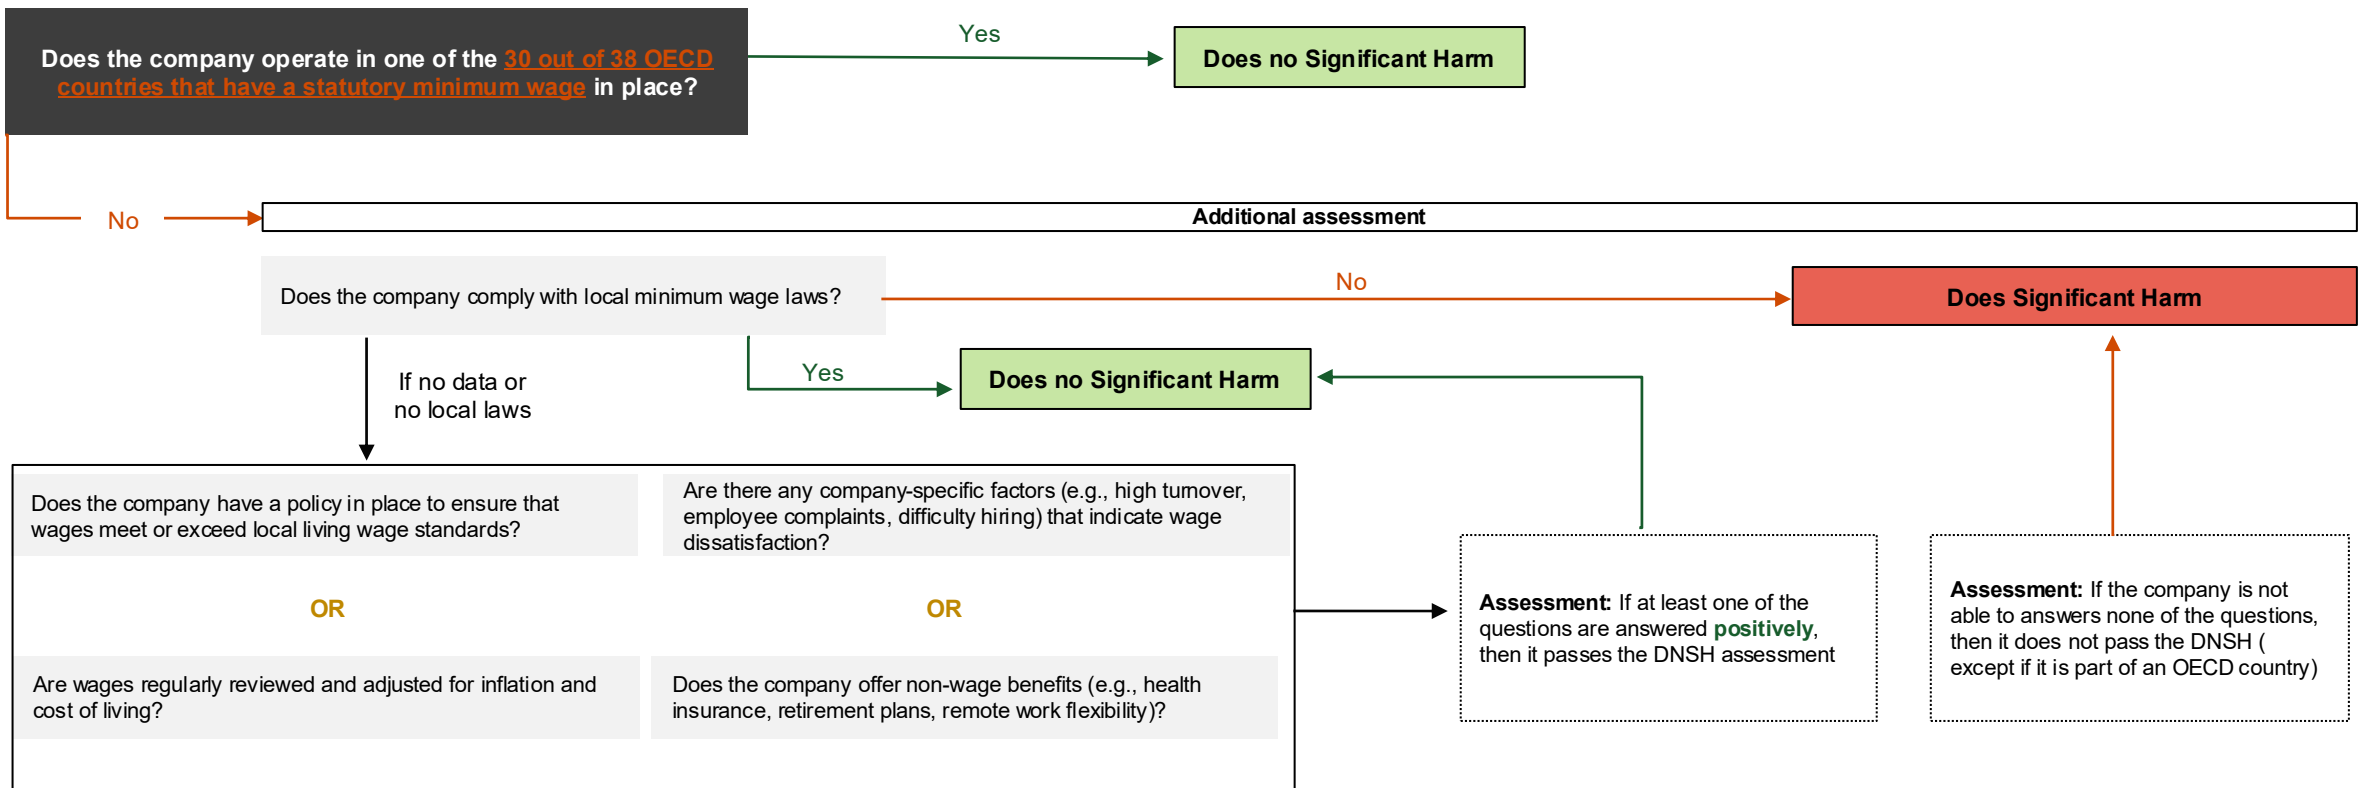 Does the company operate in one of the 30 out of 38 OECD
countries that have a statutory minimum wage in place?
Yes
Does no Significant Harm
No
Additional assessment
Does the company comply with local minimum wage laws?
No
Does Significant Harm
If no data or
no local laws
Yes
Does no Significant Harm
Does the company have a policy in place to ensure that
wages meet or exceed local living wage standards?
Are there any company-specific factors (e.g., high turnover,
employee complaints, difficulty hiring) that indicate wage
dissatisfaction?
OR
OR
Are wages regularly reviewed and adjusted for inflation and
cost of living?
Does the company offer non-wage benefits (e.g., health
insurance, retirement plans, remote work flexibility)?
Assessment: If at least one of the
questions are answered positively,
then it passes the DNSH assessment
Assessment: If the company is not
able to answers none of the questions,
then it does not pass the DNSH (
except if it is part of an OECD country)